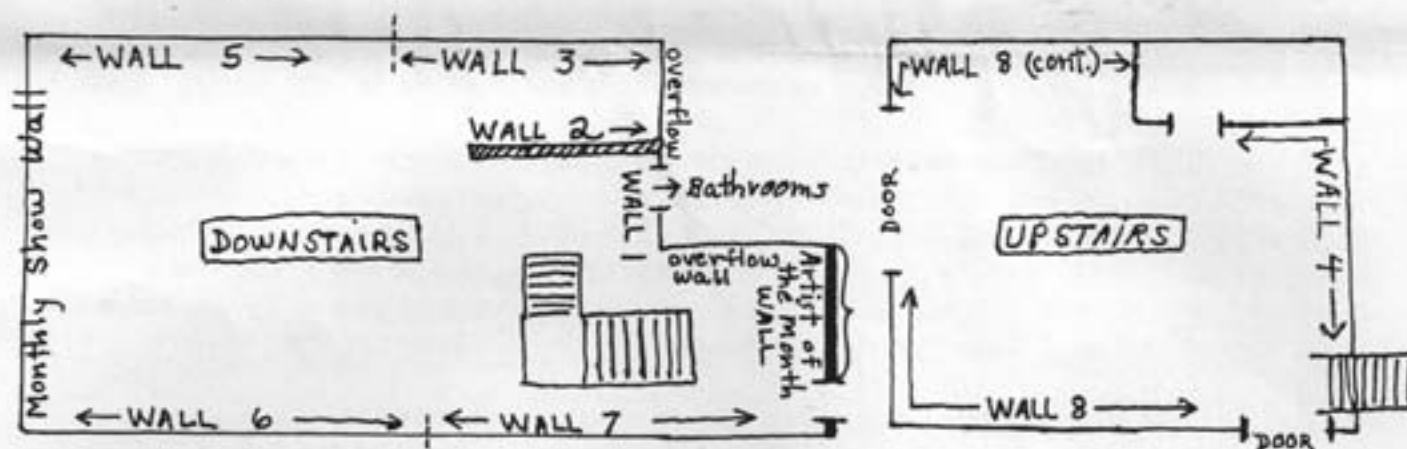 WALL 5
WALL 3
overflow
WALL 2
Monthly Show Wall
WALL 1
Bathrooms
DOWNSTAIRS
overflow
wall
Artist of
the Month
WALL
WALL 6
WALL 7
WALL 8 (cont.)
DOOR
WALL 4
UPSTAIRS
WALL 8
DOOR